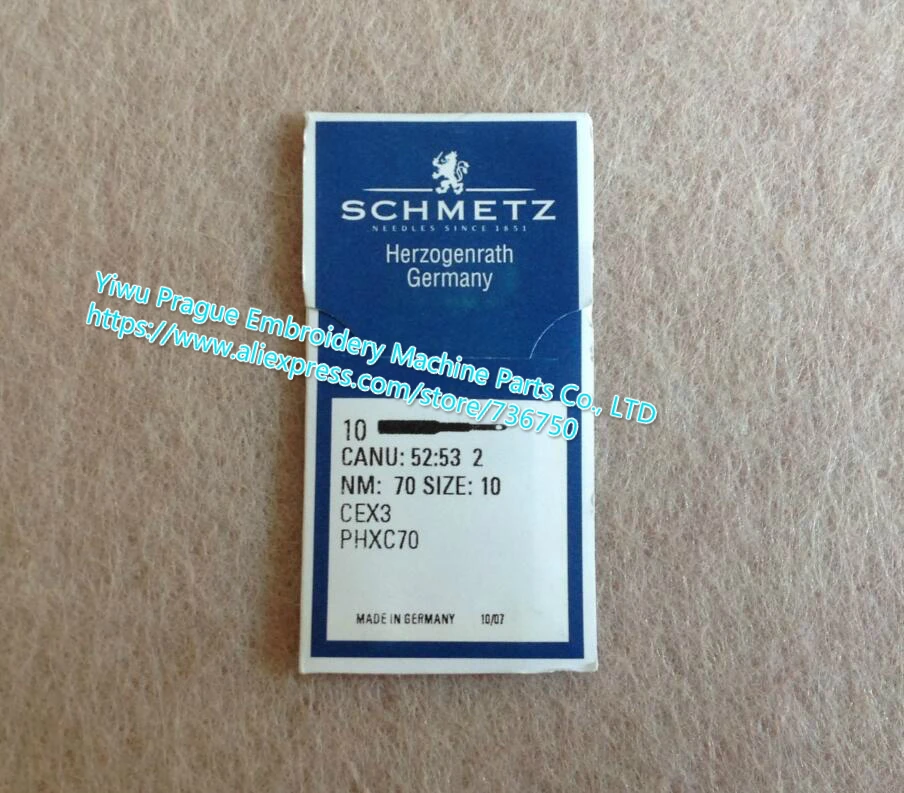 SCHMETZ
NEEDLES SINCE 1851
Herzogenrath
Germany
Yiwu Prague Embroidery Machine Parts Co., LTD
https://www.aliexpress.com/store/736750
10
CANU: 52:53 2
NM: 70 SIZE: 10
CEX3
PHXC70
MADE IN GERMANY 10/07